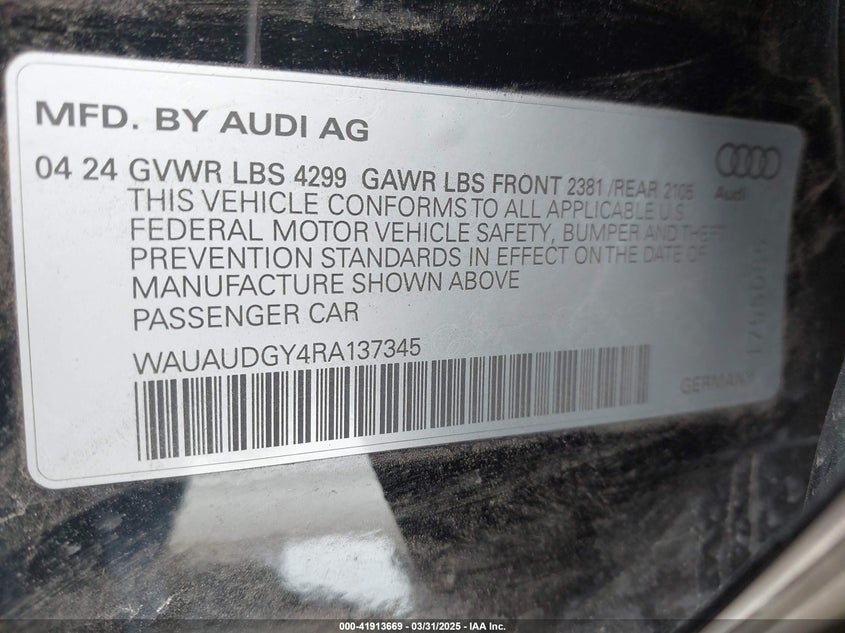 MFD. BY AUDI AG
04 24 GVWR LBS 4299 GAWR LBS FRONT 2381 /REAR 2105
THIS VEHICLE CONFORMS TO ALL APPLICABLE U.S.
FEDERAL MOTOR VEHICLE SAFETY, BUMPER AND THEFT
PREVENTION STANDARDS IN EFFECT ON THE DATE OF
MANUFACTURE SHOWN ABOVE
PASSENGER CAR
WAUAUDGY4RA137345
Audi
GERMANY
000-41913669 - 03/31/2025 - IAA Inc.